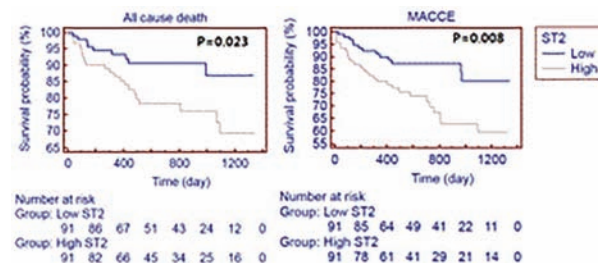 All cause death
P=0.023
Survival probability (%)
100
95
90
85
80
75
70
65
0 400 800 1200
Time (day)
Number at risk
Group: Low ST2
91 86 67 51 43 24 12 0
Group: High ST2
91 82 66 45 34 25 16 0
MACCE
P=0.008
Survival probability (%)
100
95
90
85
80
75
70
65
60
55
0 400 800 1200
Time (day)
Number at risk
Group: Low ST2
91 85 64 49 41 22 11 0
Group: High ST2
91 78 61 41 29 21 14 0
ST2
Low
High